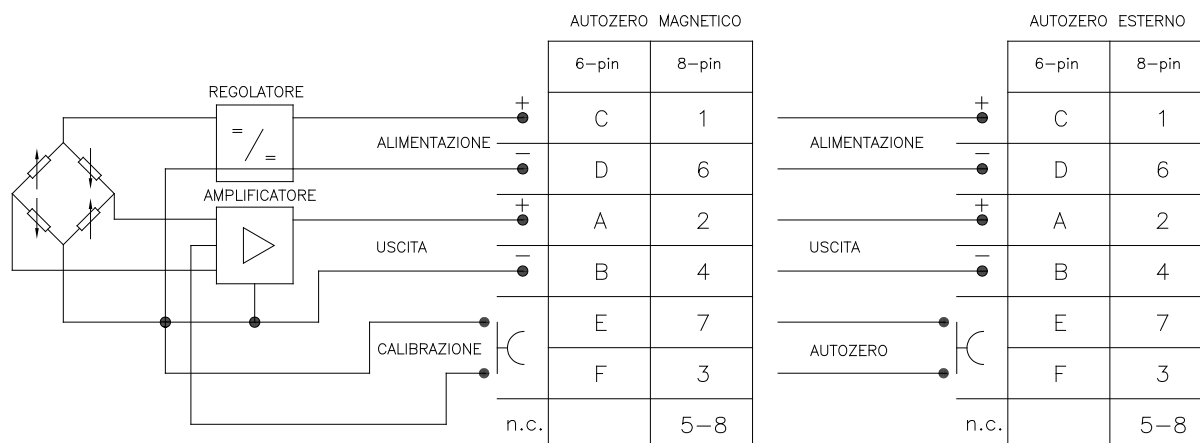 AUTOZERO MAGNETICO
AUTOZERO ESTERNO
6-pin 8-pin
6-pin 8-pin
REGOLATORE
= / =
+ C 1
+ C 1
ALIMENTAZIONE
ALIMENTAZIONE
− D 6
− D 6
AMPLIFICATORE
+ A 2
+ A 2
USCITA
USCITA
− B 4
− B 4
E 7
E 7
CALIBRAZIONE
AUTOZERO
F 3
F 3
n.c. 5-8
n.c. 5-8